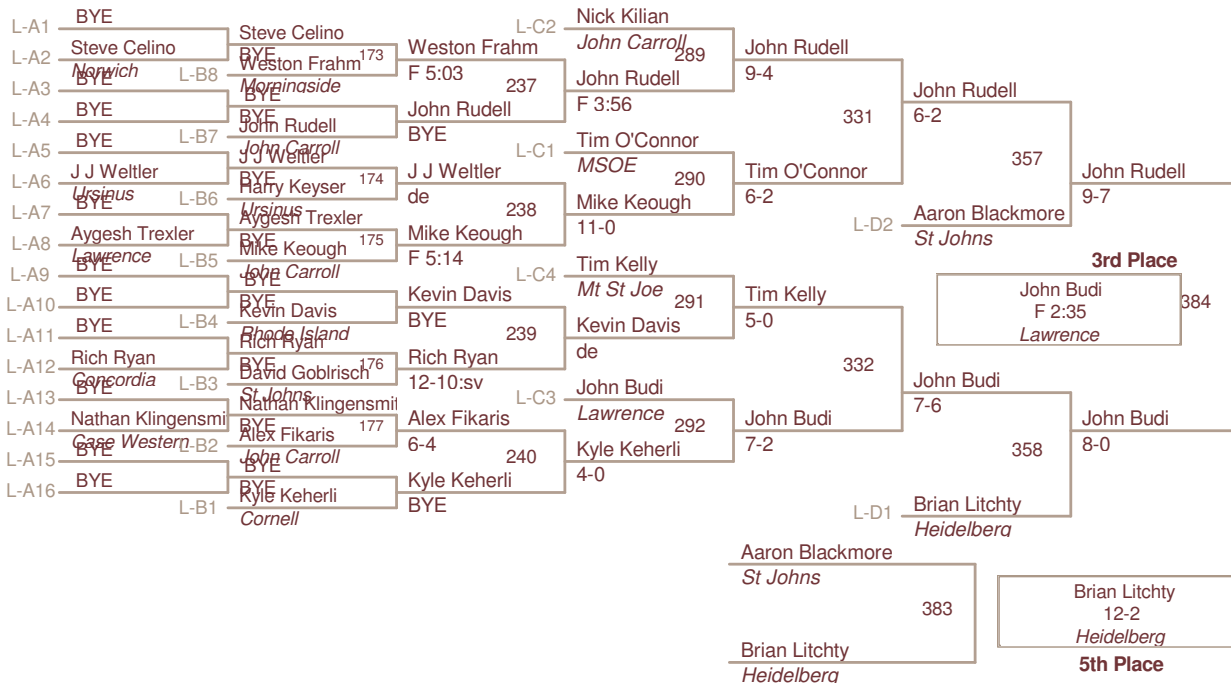 L-A1
BYE
L-A2
Steve Celino
Norwich
L-A3
BYE
L-A4
BYE
L-A5
BYE
L-A6
J J Weltler
Ursinus
L-A7
BYE
L-A8
Aygesh Trexler
Lawrence
L-A9
BYE
L-A10
BYE
L-A11
BYE
L-A12
Rich Ryan
Concordia
L-A13
BYE
L-A14
Nathan Klingensmi
Case Western
L-A15
BYE
L-A16
BYE
Steve Celino
BYE
173
L-B8
Weston Frahm
Morningside
BYE
BYE
L-B7
John Rudell
John Carroll
J J Weltler
BYE
174
L-B6
Harry Keyser
Ursinus
Aygesh Trexler
BYE
175
L-B5
Mike Keough
John Carroll
BYE
BYE
L-B4
Kevin Davis
Rhode Island
Rich Ryan
BYE
176
L-B3
David Goblrisch
St Johns
Nathan Klingensmit
BYE
177
L-B2
Alex Fikaris
John Carroll
BYE
BYE
L-B1
Kyle Keherli
Cornell
Weston Frahm
F 5:03
237
John Rudell
BYE
J J Weltler
de
238
Mike Keough
F 5:14
Kevin Davis
BYE
239
Rich Ryan
12-10:sv
Alex Fikaris
6-4
240
Kyle Keherli
BYE
L-C2
Nick Kilian
John Carroll
289
John Rudell
F 3:56
L-C1
Tim O'Connor
MSOE
290
Mike Keough
11-0
L-C4
Tim Kelly
Mt St Joe
291
Kevin Davis
de
L-C3
John Budi
Lawrence
292
Kyle Keherli
4-0
John Rudell
9-4
331
Tim O'Connor
6-2
Tim Kelly
5-0
332
John Budi
7-2
John Rudell
6-2
357
L-D2
Aaron Blackmore
St Johns
John Budi
7-6
358
L-D1
Brian Litchty
Heidelberg
John Rudell
9-7
3rd Place
John Budi
F 2:35
Lawrence
384
John Budi
8-0
Aaron Blackmore
St Johns
383
Brian Litchty
Heidelberg
Brian Litchty
12-2
Heidelberg
5th Place